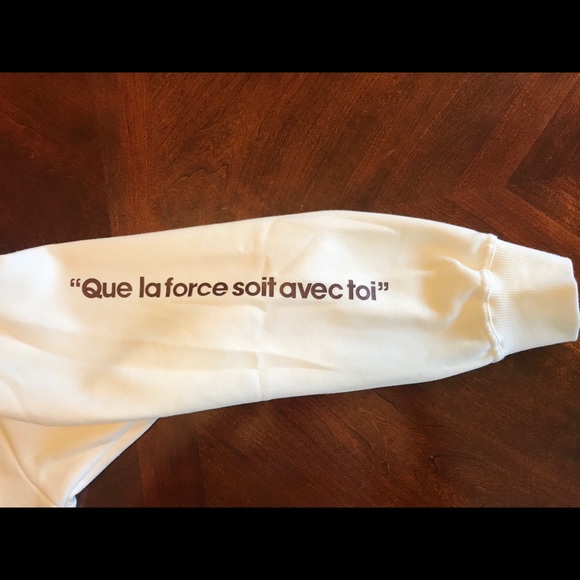 “Que la force soit avec toi”